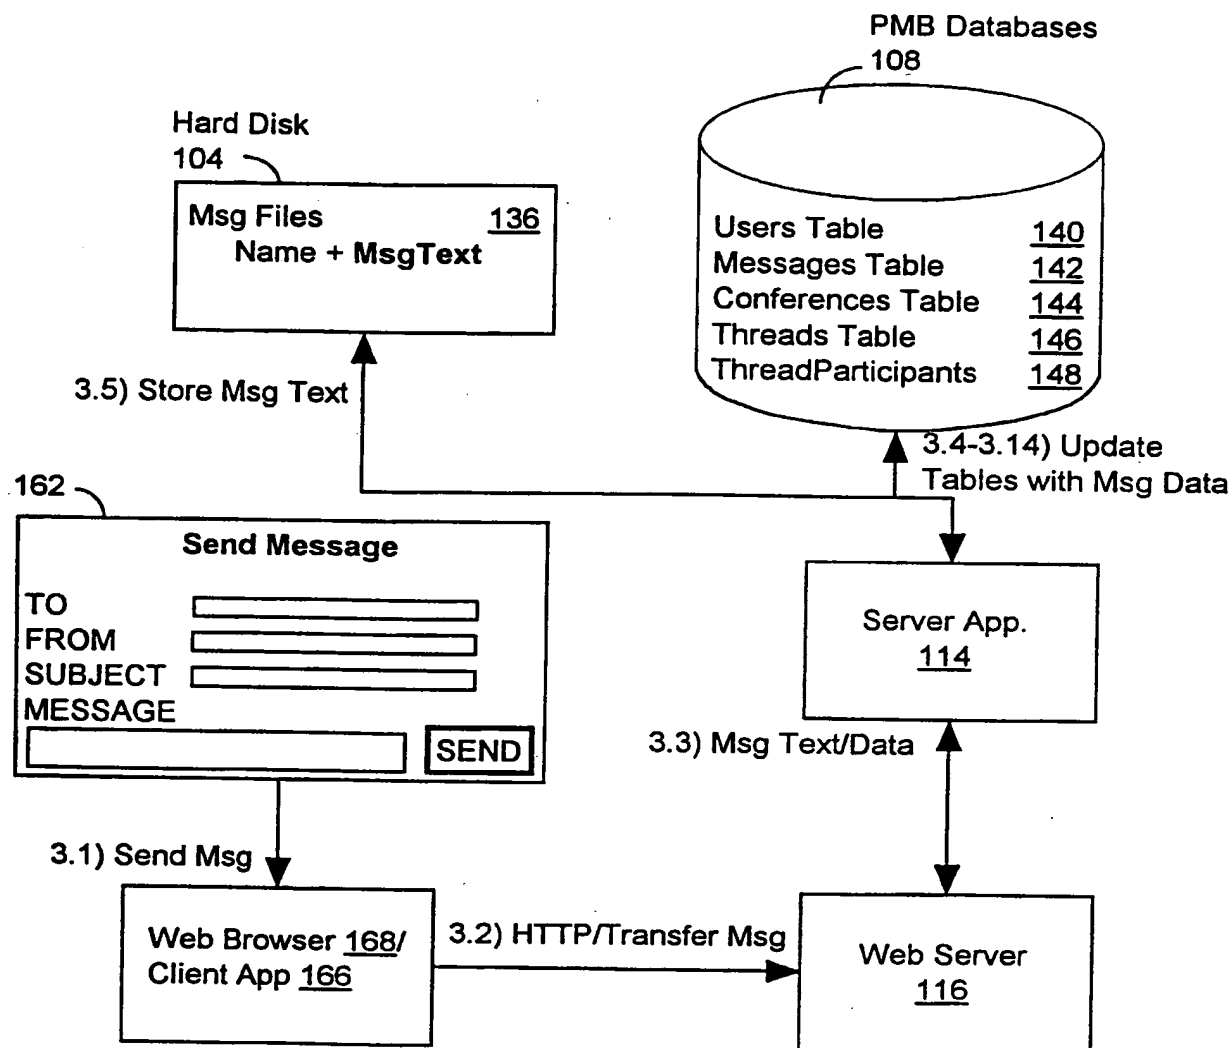 PMB Databases
108
Hard Disk
104
Msg Files 136
Name + MsgText
Users Table 140
Messages Table 142
Conferences Table 144
Threads Table 146
ThreadParticipants 148
3.5) Store Msg Text
3.4-3.14) Update
Tables with Msg Data
162
Send Message
TO
FROM
SUBJECT
MESSAGE
SEND
Server App.
114
3.3) Msg Text/Data
3.1) Send Msg
Web Browser 168/
Client App 166
3.2) HTTP/Transfer Msg
Web Server
116